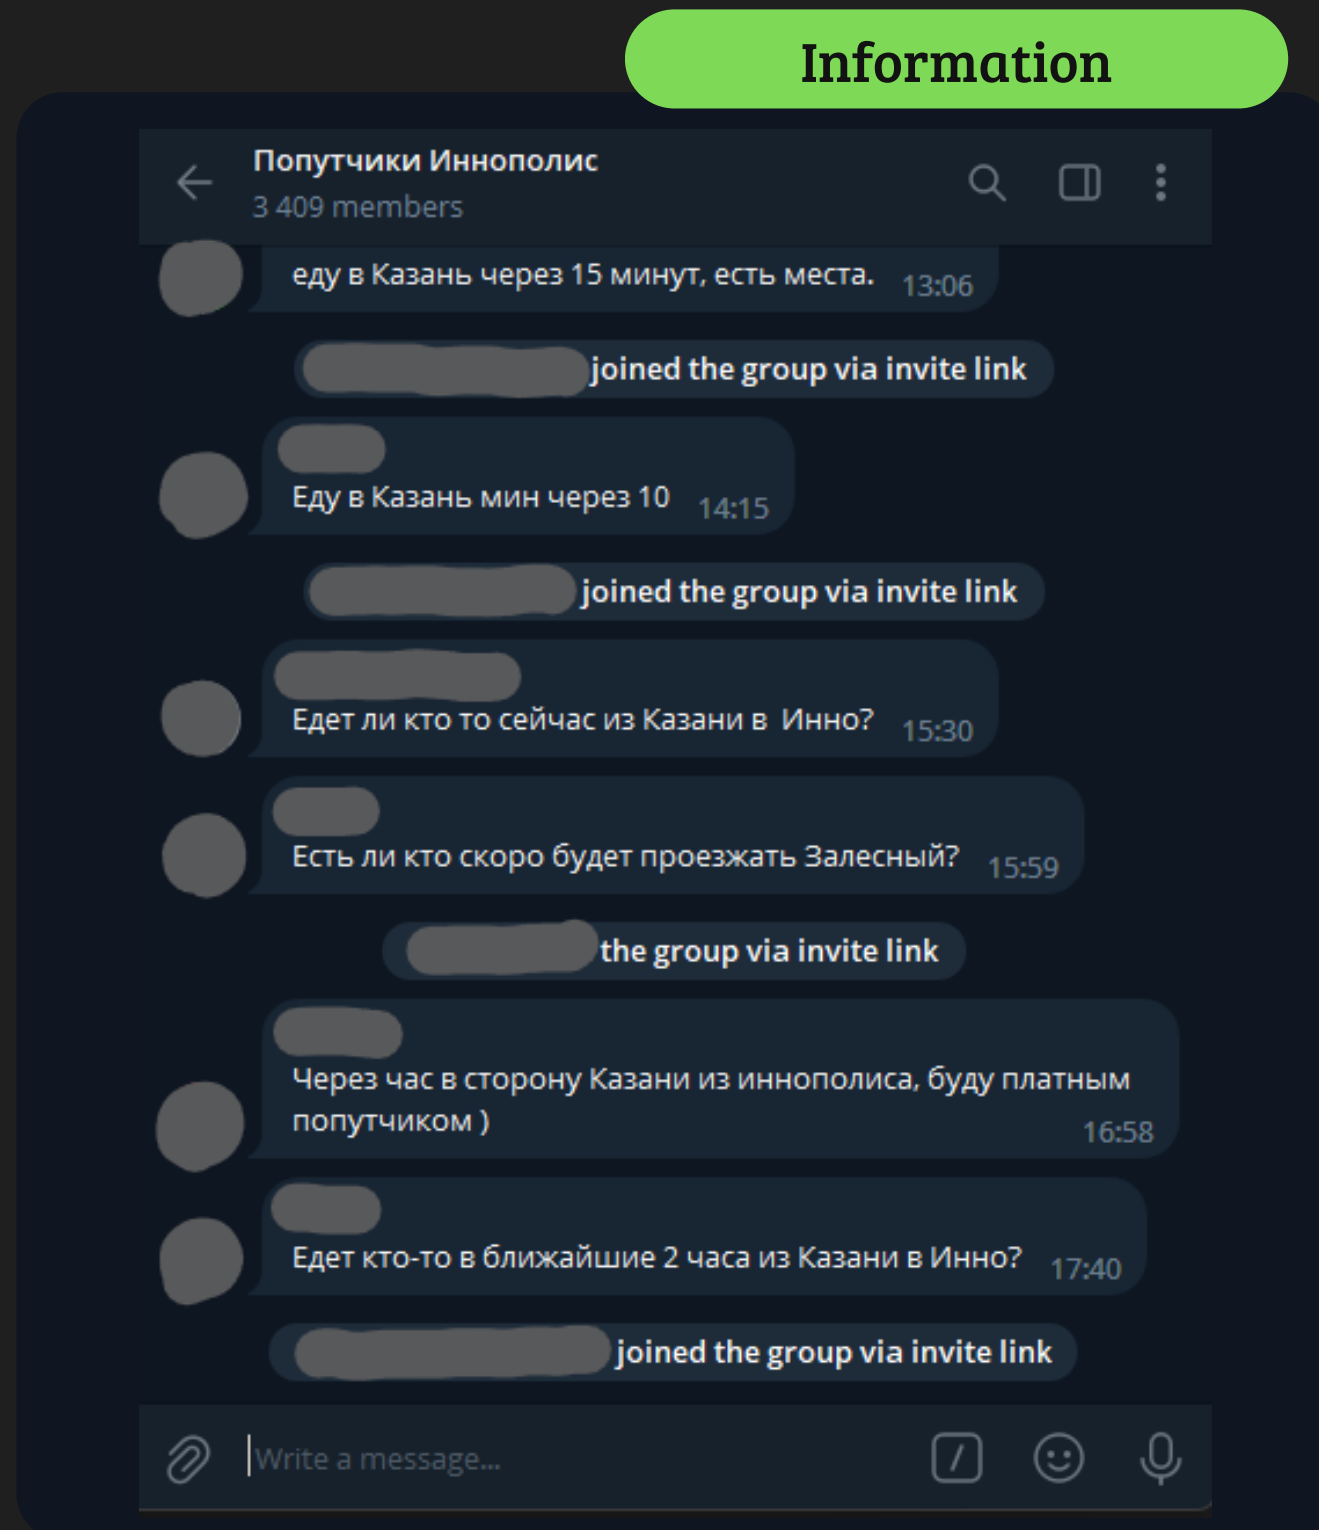 Information
Попутчики Иннополис
3 409 members
еду в Казань через 15 минут, есть места. 13:06
joined the group via invite link
Еду в Казань мин через 10 14:15
joined the group via invite link
Едет ли кто то сейчас из Казани в  Инно? 15:30
Есть ли кто скоро будет проезжать Залесный? 15:59
the group via invite link
Через час в сторону Казани из иннополиса, буду платным
попутчиком )
16:58
Едет кто-то в ближайшие 2 часа из Казани в Инно? 17:40
joined the group via invite link
Write a message...